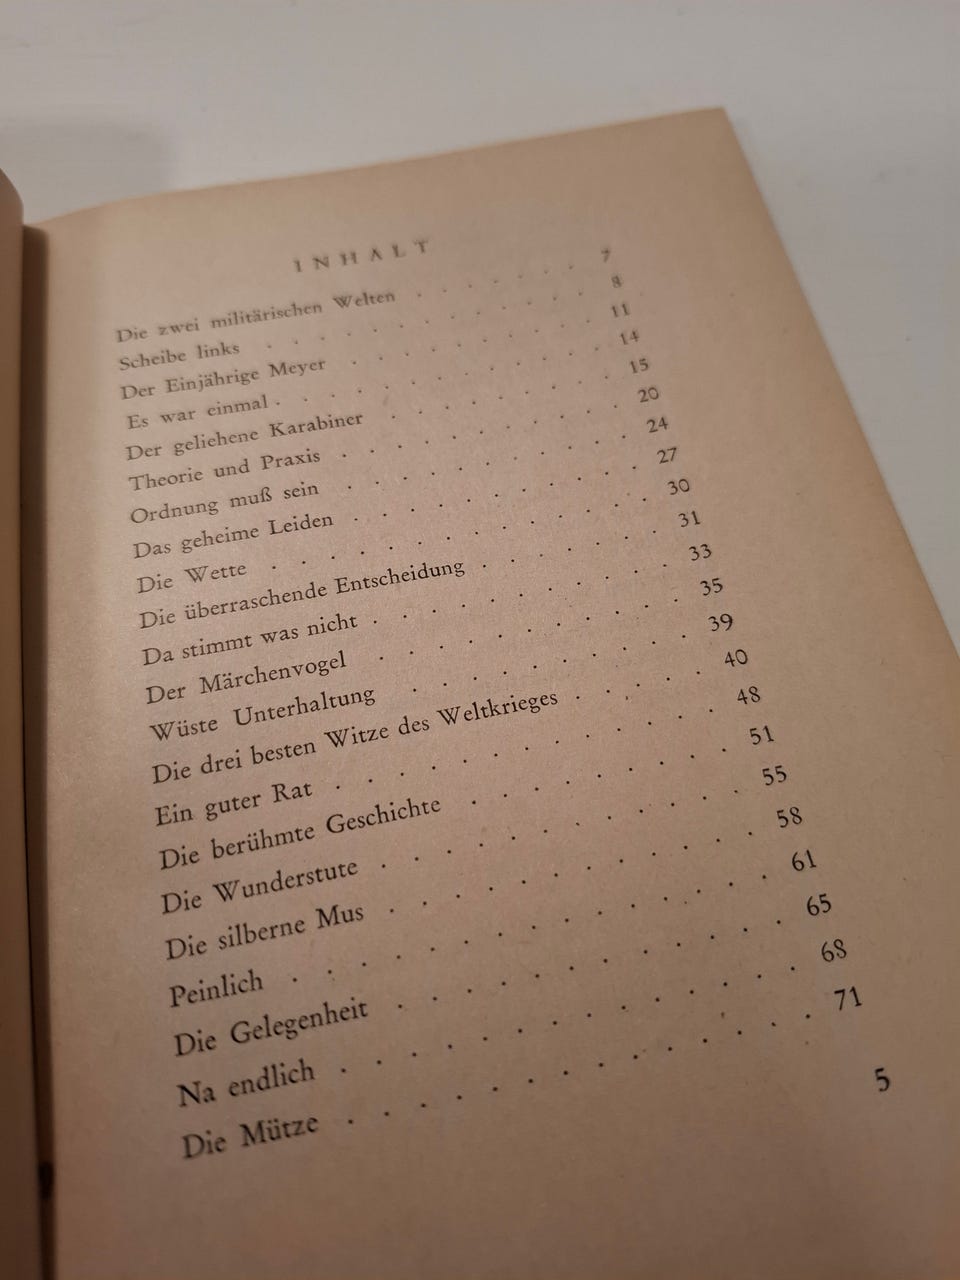 INHALT
Die zwei militärischen Welten . . . . . . 7
Scheibe links . . . . . . . . . 8
Der Einjährige Meyer . . . . . . . 11
Es war einmal . . . . . . . . . 14
Der geliehene Karabiner . . . . . . 15
Theorie und Praxis . . . . . . . . 20
Ordnung muß sein . . . . . . . . 24
Das geheime Leiden . . . . . . . . 27
Die Wette . . . . . . . . . . 30
Die überraschende Entscheidung . . . . . 31
Da stimmt was nicht . . . . . . . . 33
Der Märchenvogel . . . . . . . . 35
Wüste Unterhaltung . . . . . . . . 39
Die drei besten Witze des Weltkrieges . . . . 40
Ein guter Rat . . . . . . . . . 48
Die berühmte Geschichte . . . . . . . 51
Die Wunderstute . . . . . . . . . 55
Die silberne Mus . . . . . . . . . 58
Peinlich . . . . . . . . . . . 61
Die Gelegenheit . . . . . . . . . 65
Na endlich . . . . . . . . . . 68
Die Mütze . . . . . . . . . . 71
5